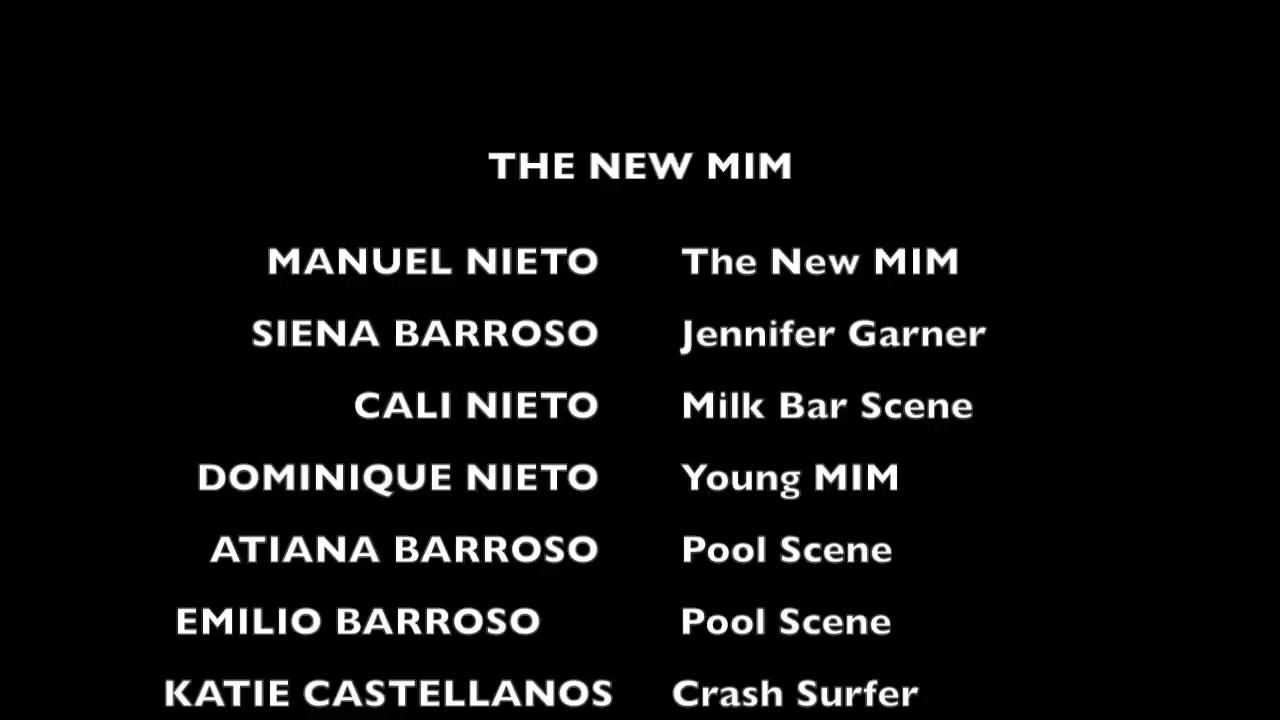 THE NEW MIM
MANUEL NIETO The New MIM
SIENA BARROSO Jennifer Garner
CALI NIETO Milk Bar Scene
DOMINIQUE NIETO Young MIM
ATIANA BARROSO Pool Scene
EMILIO BARROSO Pool Scene
KATIE CASTELLANOS Crash Surfer